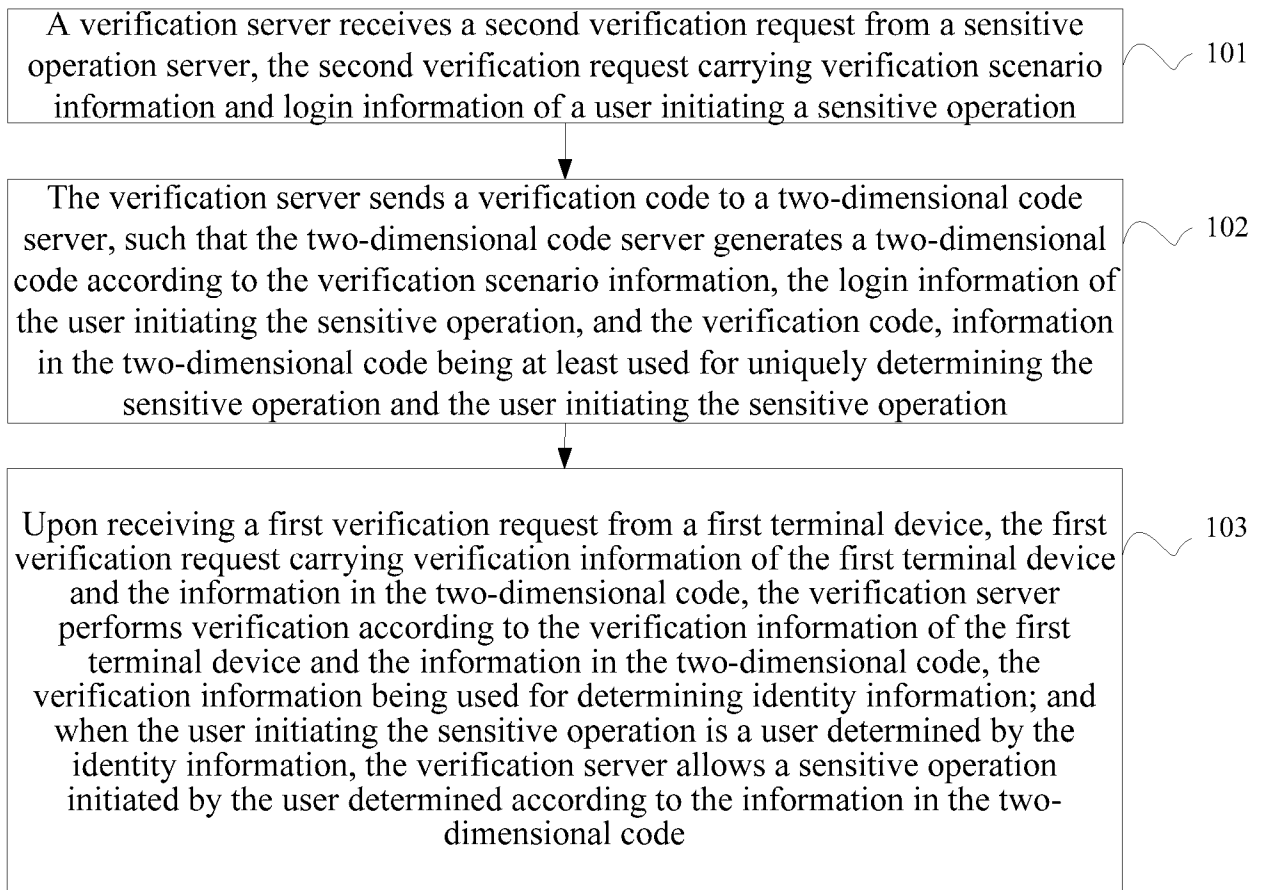 A verification server receives a second verification request from a sensitive
operation server, the second verification request carrying verification scenario
information and login information of a user initiating a sensitive operation
101
The verification server sends a verification code to a two-dimensional code
server, such that the two-dimensional code server generates a two-dimensional
code according to the verification scenario information, the login information of
the user initiating the sensitive operation, and the verification code, information
in the two-dimensional code being at least used for uniquely determining the
sensitive operation and the user initiating the sensitive operation
102
Upon receiving a first verification request from a first terminal device, the first
verification request carrying verification information of the first terminal device
and the information in the two-dimensional code, the verification server
performs verification according to the verification information of the first
terminal device and the information in the two-dimensional code, the
verification information being used for determining identity information; and
when the user initiating the sensitive operation is a user determined by the
identity information, the verification server allows a sensitive operation
initiated by the user determined according to the information in the two-
dimensional code
103